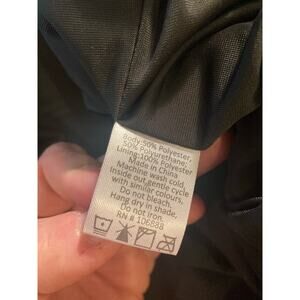 Body:50% Polyester,
50% Polyurethane;
Lining:100% Polyester
Made in China
Machine wash cold,
Inside out, gentle cycle
with similar colours.
Do not bleach.
Hang dry in shade,
Do not iron.
RN # 106888